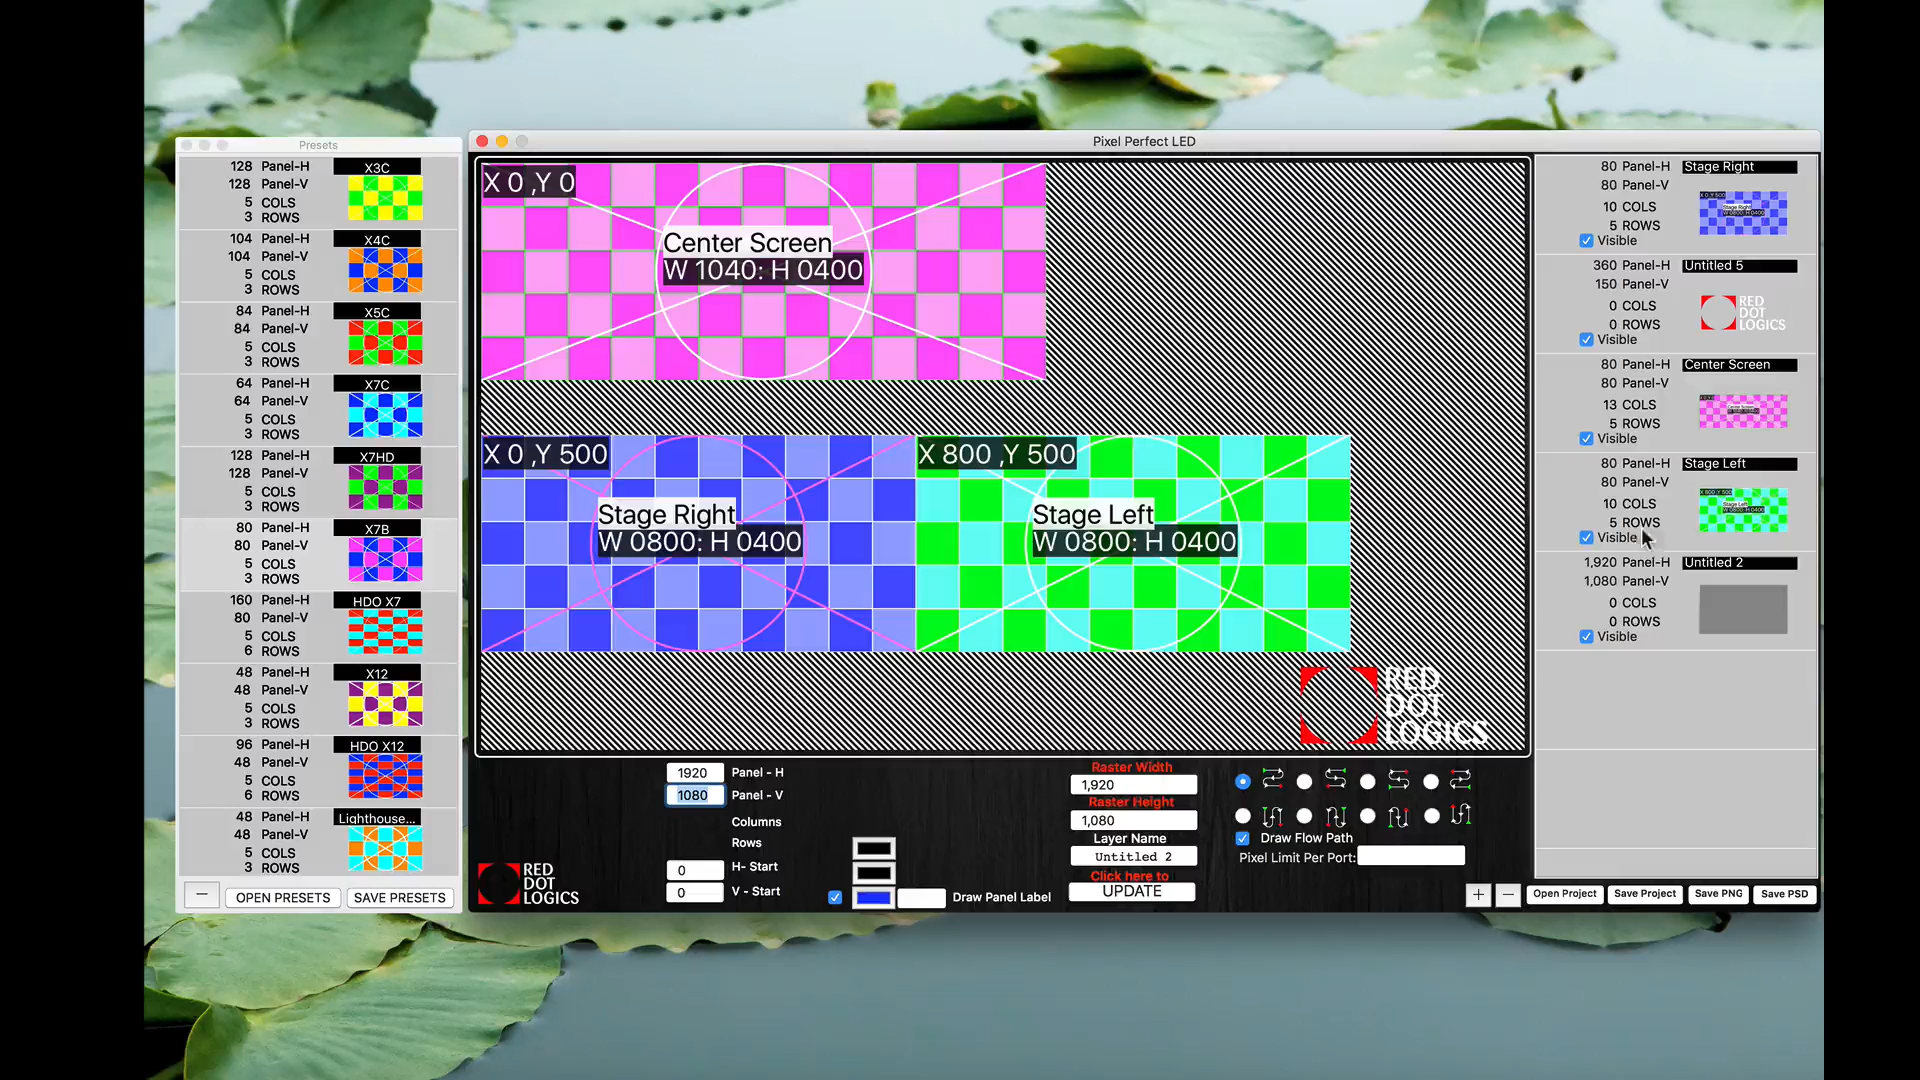 Presets
128 Panel-H X3C
128 Panel-V
5 COLS
3 ROWS
104 Panel-H X4C
104 Panel-V
5 COLS
3 ROWS
84 Panel-H X5C
84 Panel-V
5 COLS
3 ROWS
64 Panel-H X7C
64 Panel-V
5 COLS
3 ROWS
128 Panel-H X7HD
128 Panel-V
5 COLS
3 ROWS
80 Panel-H X7B
80 Panel-V
5 COLS
3 ROWS
160 Panel-H HDO X7
80 Panel-V
5 COLS
6 ROWS
48 Panel-H X12
48 Panel-V
5 COLS
3 ROWS
96 Panel-H HDO X12
48 Panel-V
5 COLS
6 ROWS
48 Panel-H Lighthouse...
48 Panel-V
5 COLS
3 ROWS
OPEN PRESETS SAVE PRESETS
Pixel Perfect LED
X 0 ,Y 0
Center Screen
W 1040: H 0400
X 0 ,Y 500
Stage Right
W 0800: H 0400
X 800 ,Y 500
Stage Left
W 0800: H 0400
RED
DOT
LOGICS
1920 Panel - H
1080 Panel - V
Columns
Rows
0 H- Start
0 V - Start
RED
DOT
LOGICS
Draw Panel Label
Raster Width
1,920
Raster Height
1,080
Layer Name
Untitled 2
Click here to
UPDATE
Draw Flow Path
Pixel Limit Per Port:
80 Panel-H Stage Right
80 Panel-V
10 COLS
5 ROWS
Visible
X 0 ,Y 500
Stage Right
W 0800: H 0400
360 Panel-H Untitled 5
150 Panel-V
0 COLS
0 ROWS
Visible
RED
DOT
LOGICS
80 Panel-H Center Screen
80 Panel-V
13 COLS
5 ROWS
Visible
80 Panel-H Stage Left
80 Panel-V
10 COLS
5 ROWS
Visible
X 800 ,Y 500
Stage Left
W 0800: H 0400
1,920 Panel-H Untitled 2
1,080 Panel-V
0 COLS
0 ROWS
Visible
+ − Open Project Save Project Save PNG Save PSD